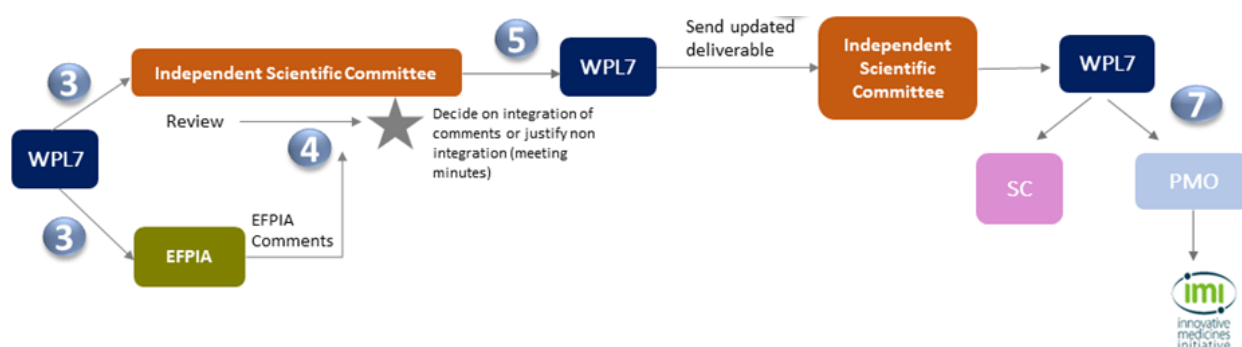 3
Independent Scientific Committee
5
WPL7
Send updated
deliverable
Independent
Scientific
Committee
WPL7
7
Review
4
Decide on integration of
comments or justify non
integration (meeting
minutes)
WPL7
3
EFPIA
EFPIA
Comments
SC
PMO
imi
innovative
medicines
initiative